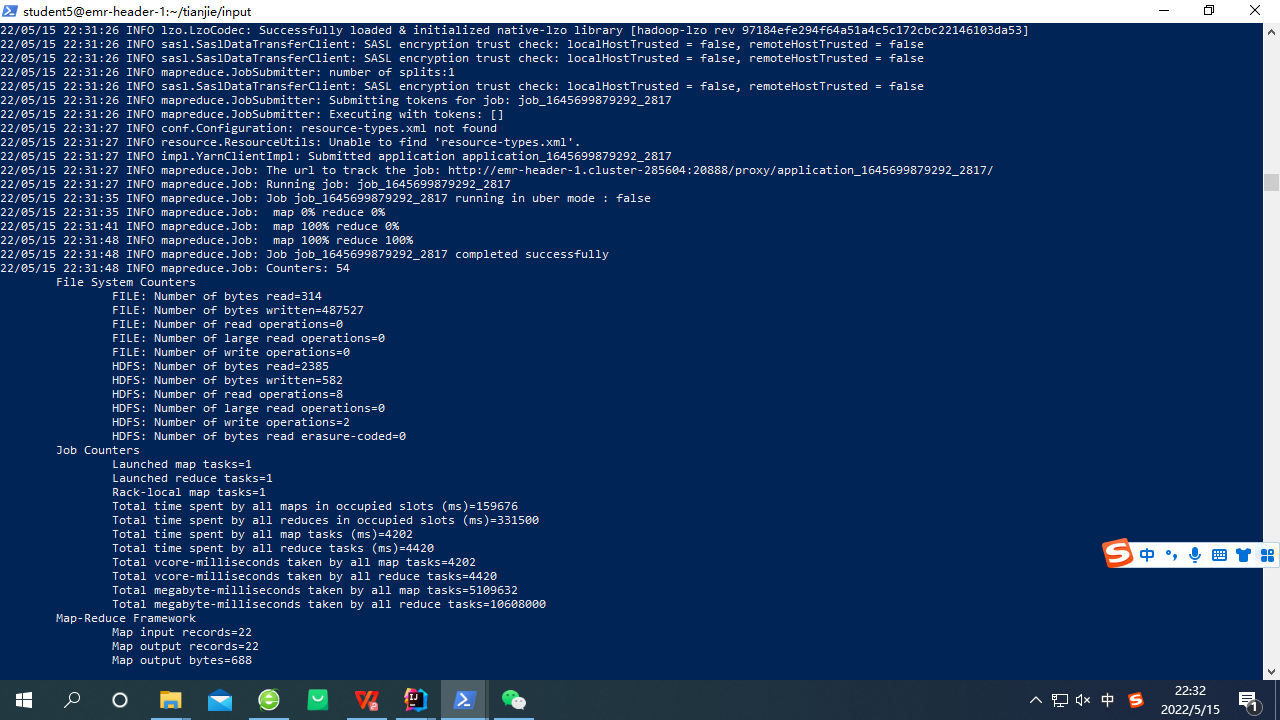 student5@emr-header-1:~/tianjie/input
22/05/15 22:31:26 INFO lzo.LzoCodec: Successfully loaded & initialized native-lzo library [hadoop-lzo rev 97184efe294f64a51a4c5c172cbc22146103da53]
22/05/15 22:31:26 INFO sasl.SaslDataTransferClient: SASL encryption trust check: localHostTrusted = false, remoteHostTrusted = false
22/05/15 22:31:26 INFO sasl.SaslDataTransferClient: SASL encryption trust check: localHostTrusted = false, remoteHostTrusted = false
22/05/15 22:31:26 INFO mapreduce.JobSubmitter: number of splits:1
22/05/15 22:31:26 INFO sasl.SaslDataTransferClient: SASL encryption trust check: localHostTrusted = false, remoteHostTrusted = false
22/05/15 22:31:26 INFO mapreduce.JobSubmitter: Submitting tokens for job: job_1645699879292_2817
22/05/15 22:31:26 INFO mapreduce.JobSubmitter: Executing with tokens: []
22/05/15 22:31:27 INFO conf.Configuration: resource-types.xml not found
22/05/15 22:31:27 INFO resource.ResourceUtils: Unable to find 'resource-types.xml'.
22/05/15 22:31:27 INFO impl.YarnClientImpl: Submitted application application_1645699879292_2817
22/05/15 22:31:27 INFO mapreduce.Job: The url to track the job: http://emr-header-1.cluster-285604:20888/proxy/application_1645699879292_2817/
22/05/15 22:31:27 INFO mapreduce.Job: Running job: job_1645699879292_2817
22/05/15 22:31:35 INFO mapreduce.Job: Job job_1645699879292_2817 running in uber mode : false
22/05/15 22:31:35 INFO mapreduce.Job:  map 0% reduce 0%
22/05/15 22:31:41 INFO mapreduce.Job:  map 100% reduce 0%
22/05/15 22:31:48 INFO mapreduce.Job:  map 100% reduce 100%
22/05/15 22:31:48 INFO mapreduce.Job: Job job_1645699879292_2817 completed successfully
22/05/15 22:31:48 INFO mapreduce.Job: Counters: 54
File System Counters
FILE: Number of bytes read=314
FILE: Number of bytes written=487527
FILE: Number of read operations=0
FILE: Number of large read operations=0
FILE: Number of write operations=0
HDFS: Number of bytes read=2385
HDFS: Number of bytes written=582
HDFS: Number of read operations=8
HDFS: Number of large read operations=0
HDFS: Number of write operations=2
HDFS: Number of bytes read erasure-coded=0
Job Counters
Launched map tasks=1
Launched reduce tasks=1
Rack-local map tasks=1
Total time spent by all maps in occupied slots (ms)=159676
Total time spent by all reduces in occupied slots (ms)=331500
Total time spent by all map tasks (ms)=4202
Total time spent by all reduce tasks (ms)=4420
Total vcore-milliseconds taken by all map tasks=4202
Total vcore-milliseconds taken by all reduce tasks=4420
Total megabyte-milliseconds taken by all map tasks=5109632
Total megabyte-milliseconds taken by all reduce tasks=10608000
Map-Reduce Framework
Map input records=22
Map output records=22
Map output bytes=688
中
中
22:32
2022/5/15
1